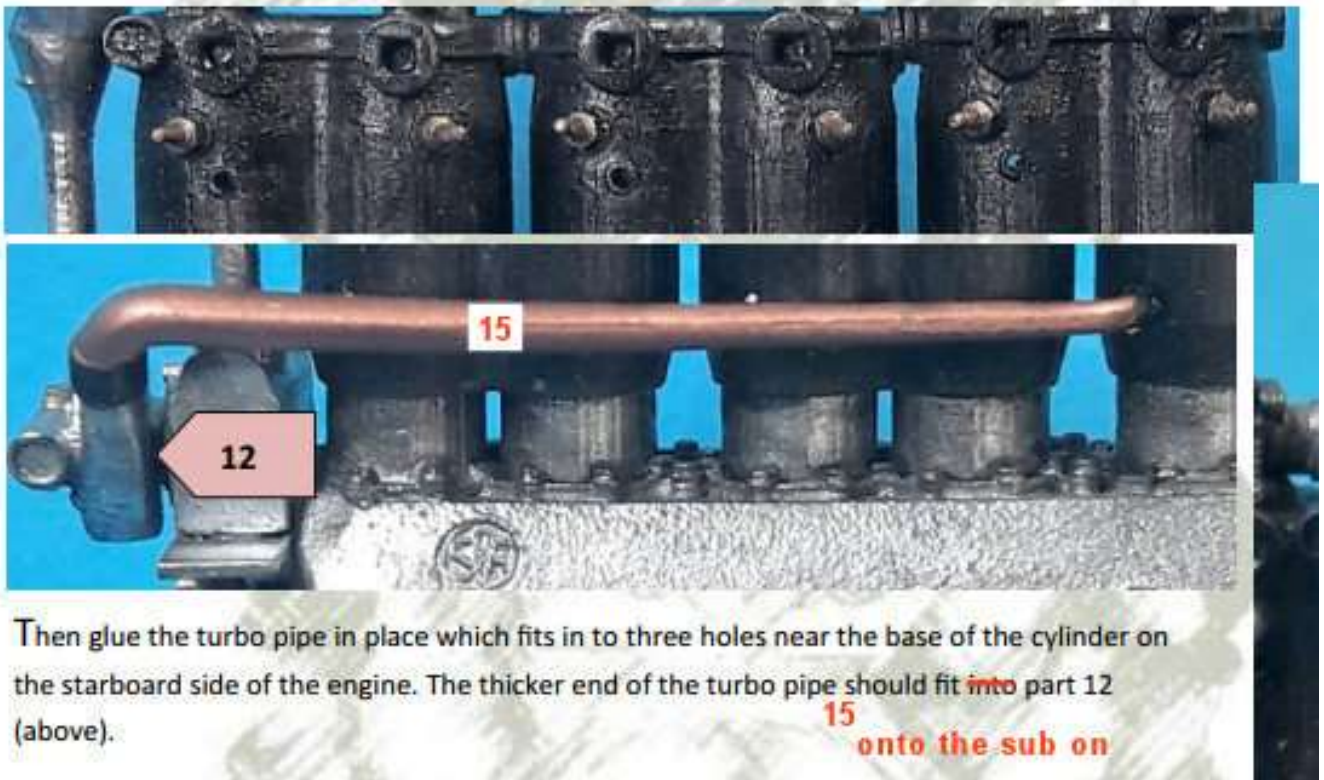 15
12
Then glue the turbo pipe in place which fits in to three holes near the base of the cylinder on
the starboard side of the engine. The thicker end of the turbo pipe should fit into part 12
(above).
15
onto the sub on